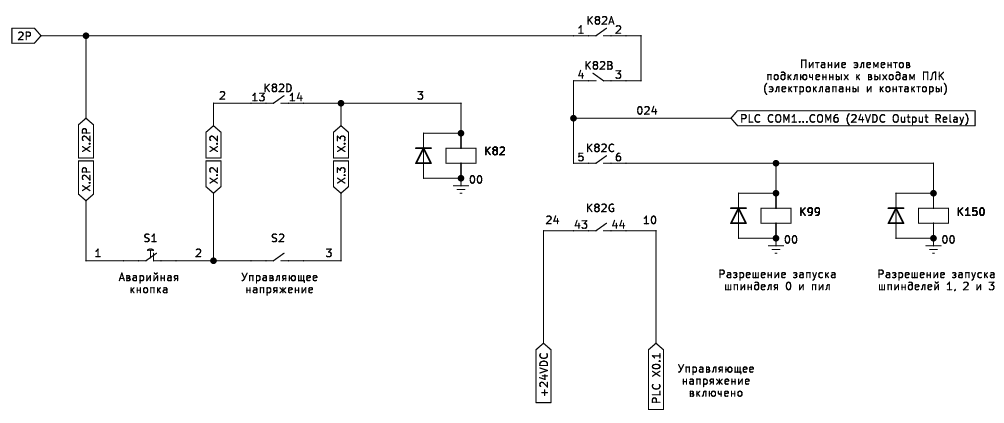 2P
K82A
1 2
K82B
4 3
Питание элементов
подключенных к выходам ПЛК
(электроклапаны и контакторы)
024
PLC COM1...COM6 (24VDC Output Relay)
K82D
2 13 14 3
X.2P X.2 X.3
X.2P X.2 X.3
K82
00
K82C
5 6
K99
00
K150
00
Разрешение запуска
шпинделя 0 и пил
Разрешение запуска
шпинделей 1, 2 и 3
K82G
24 43 44 10
S1 S2
1 2 3
Аварийная
кнопка
Управляющее
напряжение
+24VDC
PLC X0.1
Управляющее
напряжение
включено